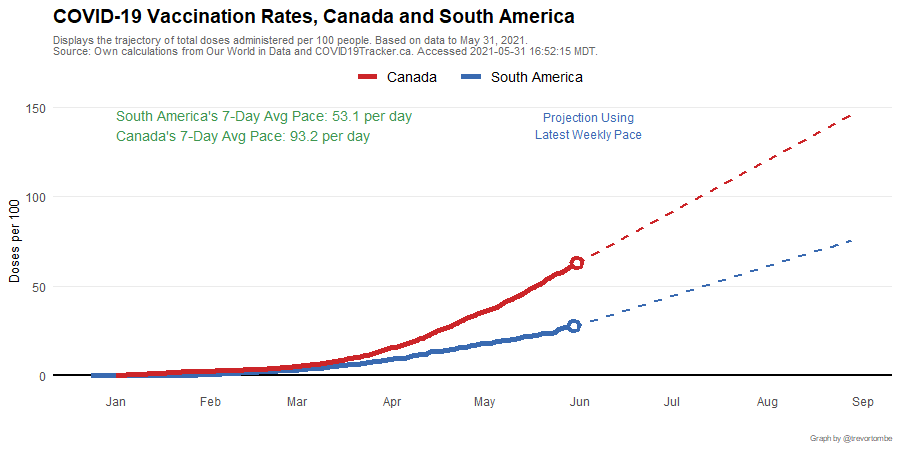 COVID-19 Vaccination Rates, Canada and South America
Displays the trajectory of total doses administered per 100 people. Based on data to May 31, 2021.
Source: Own calculations from Our World in Data and COVID19Tracker.ca. Accessed 2021-05-31 16:52:15 MDT.
Canada South America
South America's 7-Day Avg Pace: 53.1 per day
Canada's 7-Day Avg Pace: 93.2 per day
Projection Using
Latest Weekly Pace
Doses per 100
150
100
50
0
Jan Feb Mar Apr May Jun Jul Aug Sep
Graph by @trevortombe